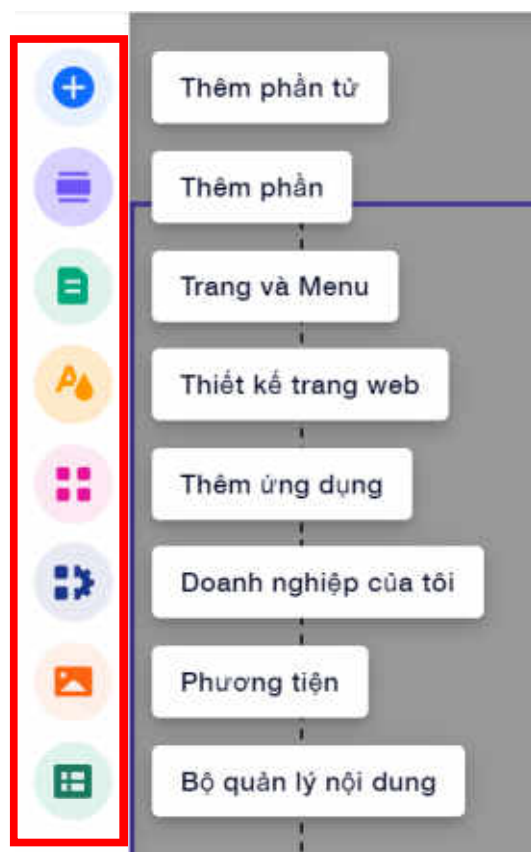 Thêm phần tử
Thêm phần
Trang và Menu
Thiết kế trang web
Thêm ứng dụng
Doanh nghiệp của tôi
Phương tiện
Bộ quản lý nội dung